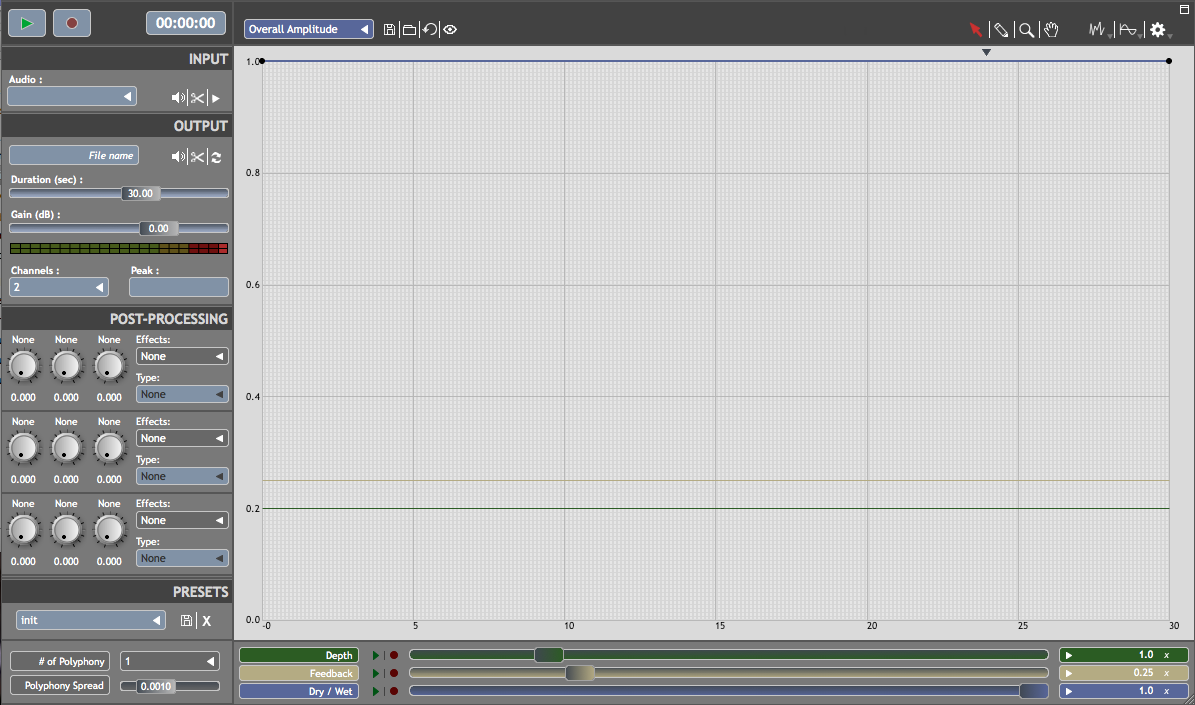 00:00:00
Overall Amplitude
INPUT
Audio :
OUTPUT
File name
Duration (sec) :
30.00
Gain (dB) :
0.00
Channels :
Peak :
2
POST-PROCESSING
None None None Effects:
None
Type:
None
0.000 0.000 0.000
None None None Effects:
None
Type:
None
0.000 0.000 0.000
None None None Effects:
None
Type:
None
0.000 0.000 0.000
PRESETS
init
X
# of Polyphony
1
Polyphony Spread
0.0010
1.0
0.8
0.6
0.4
0.2
0.0
-0 5 10 15 20 25 30
Depth
1.0 x
Feedback
0.25 x
Dry / Wet
1.0 x